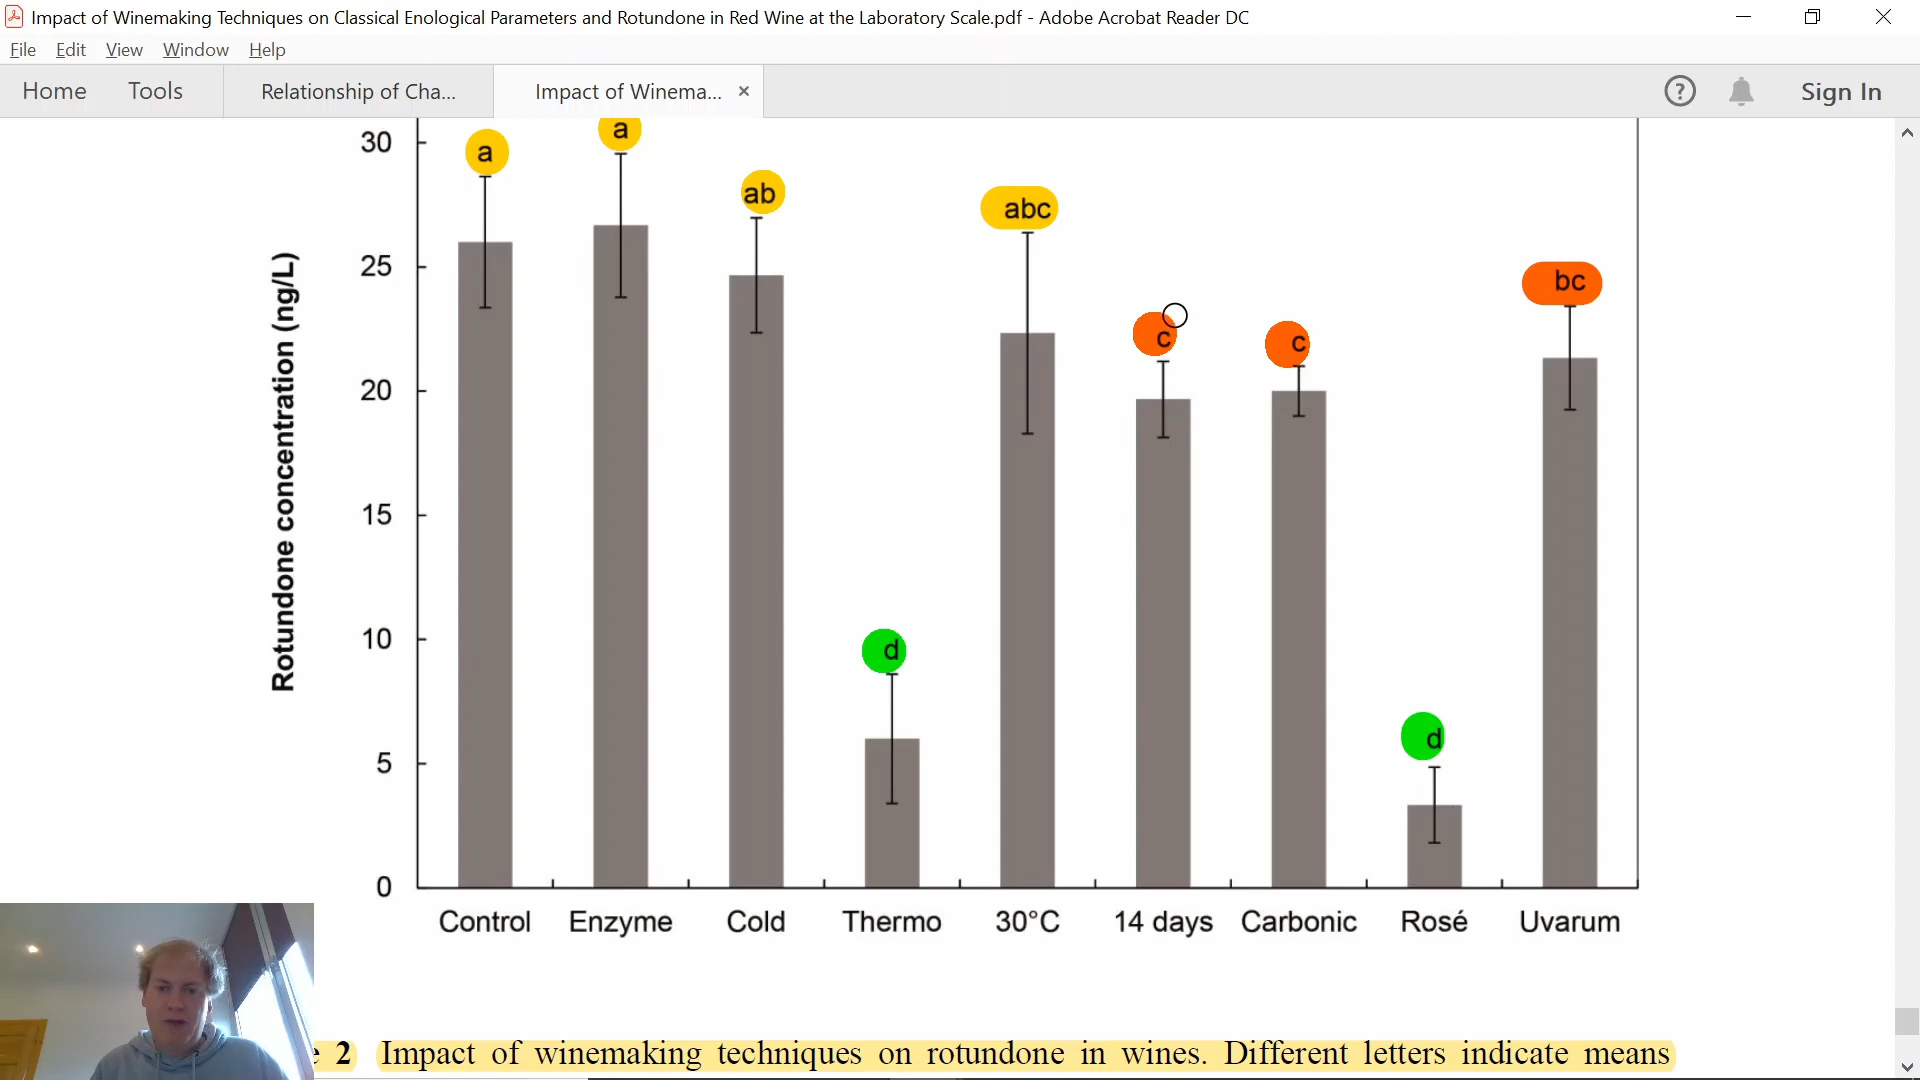 Impact of Winemaking Techniques on Classical Enological Parameters and Rotundone in Red Wine at the Laboratory Scale.pdf - Adobe Acrobat Reader DC
File Edit View Window Help
Home Tools Relationship of Cha... Impact of Winema... × ? Sign In
Rotundone concentration (ng/L)
30
25
20
15
10
5
0
a
a
ab
d
abc
c
c
d
bc
Control Enzyme Cold Thermo 30°C 14 days Carbonic Rosé Uvarum
2 Impact of winemaking techniques on rotundone in wines. Different letters indicate means